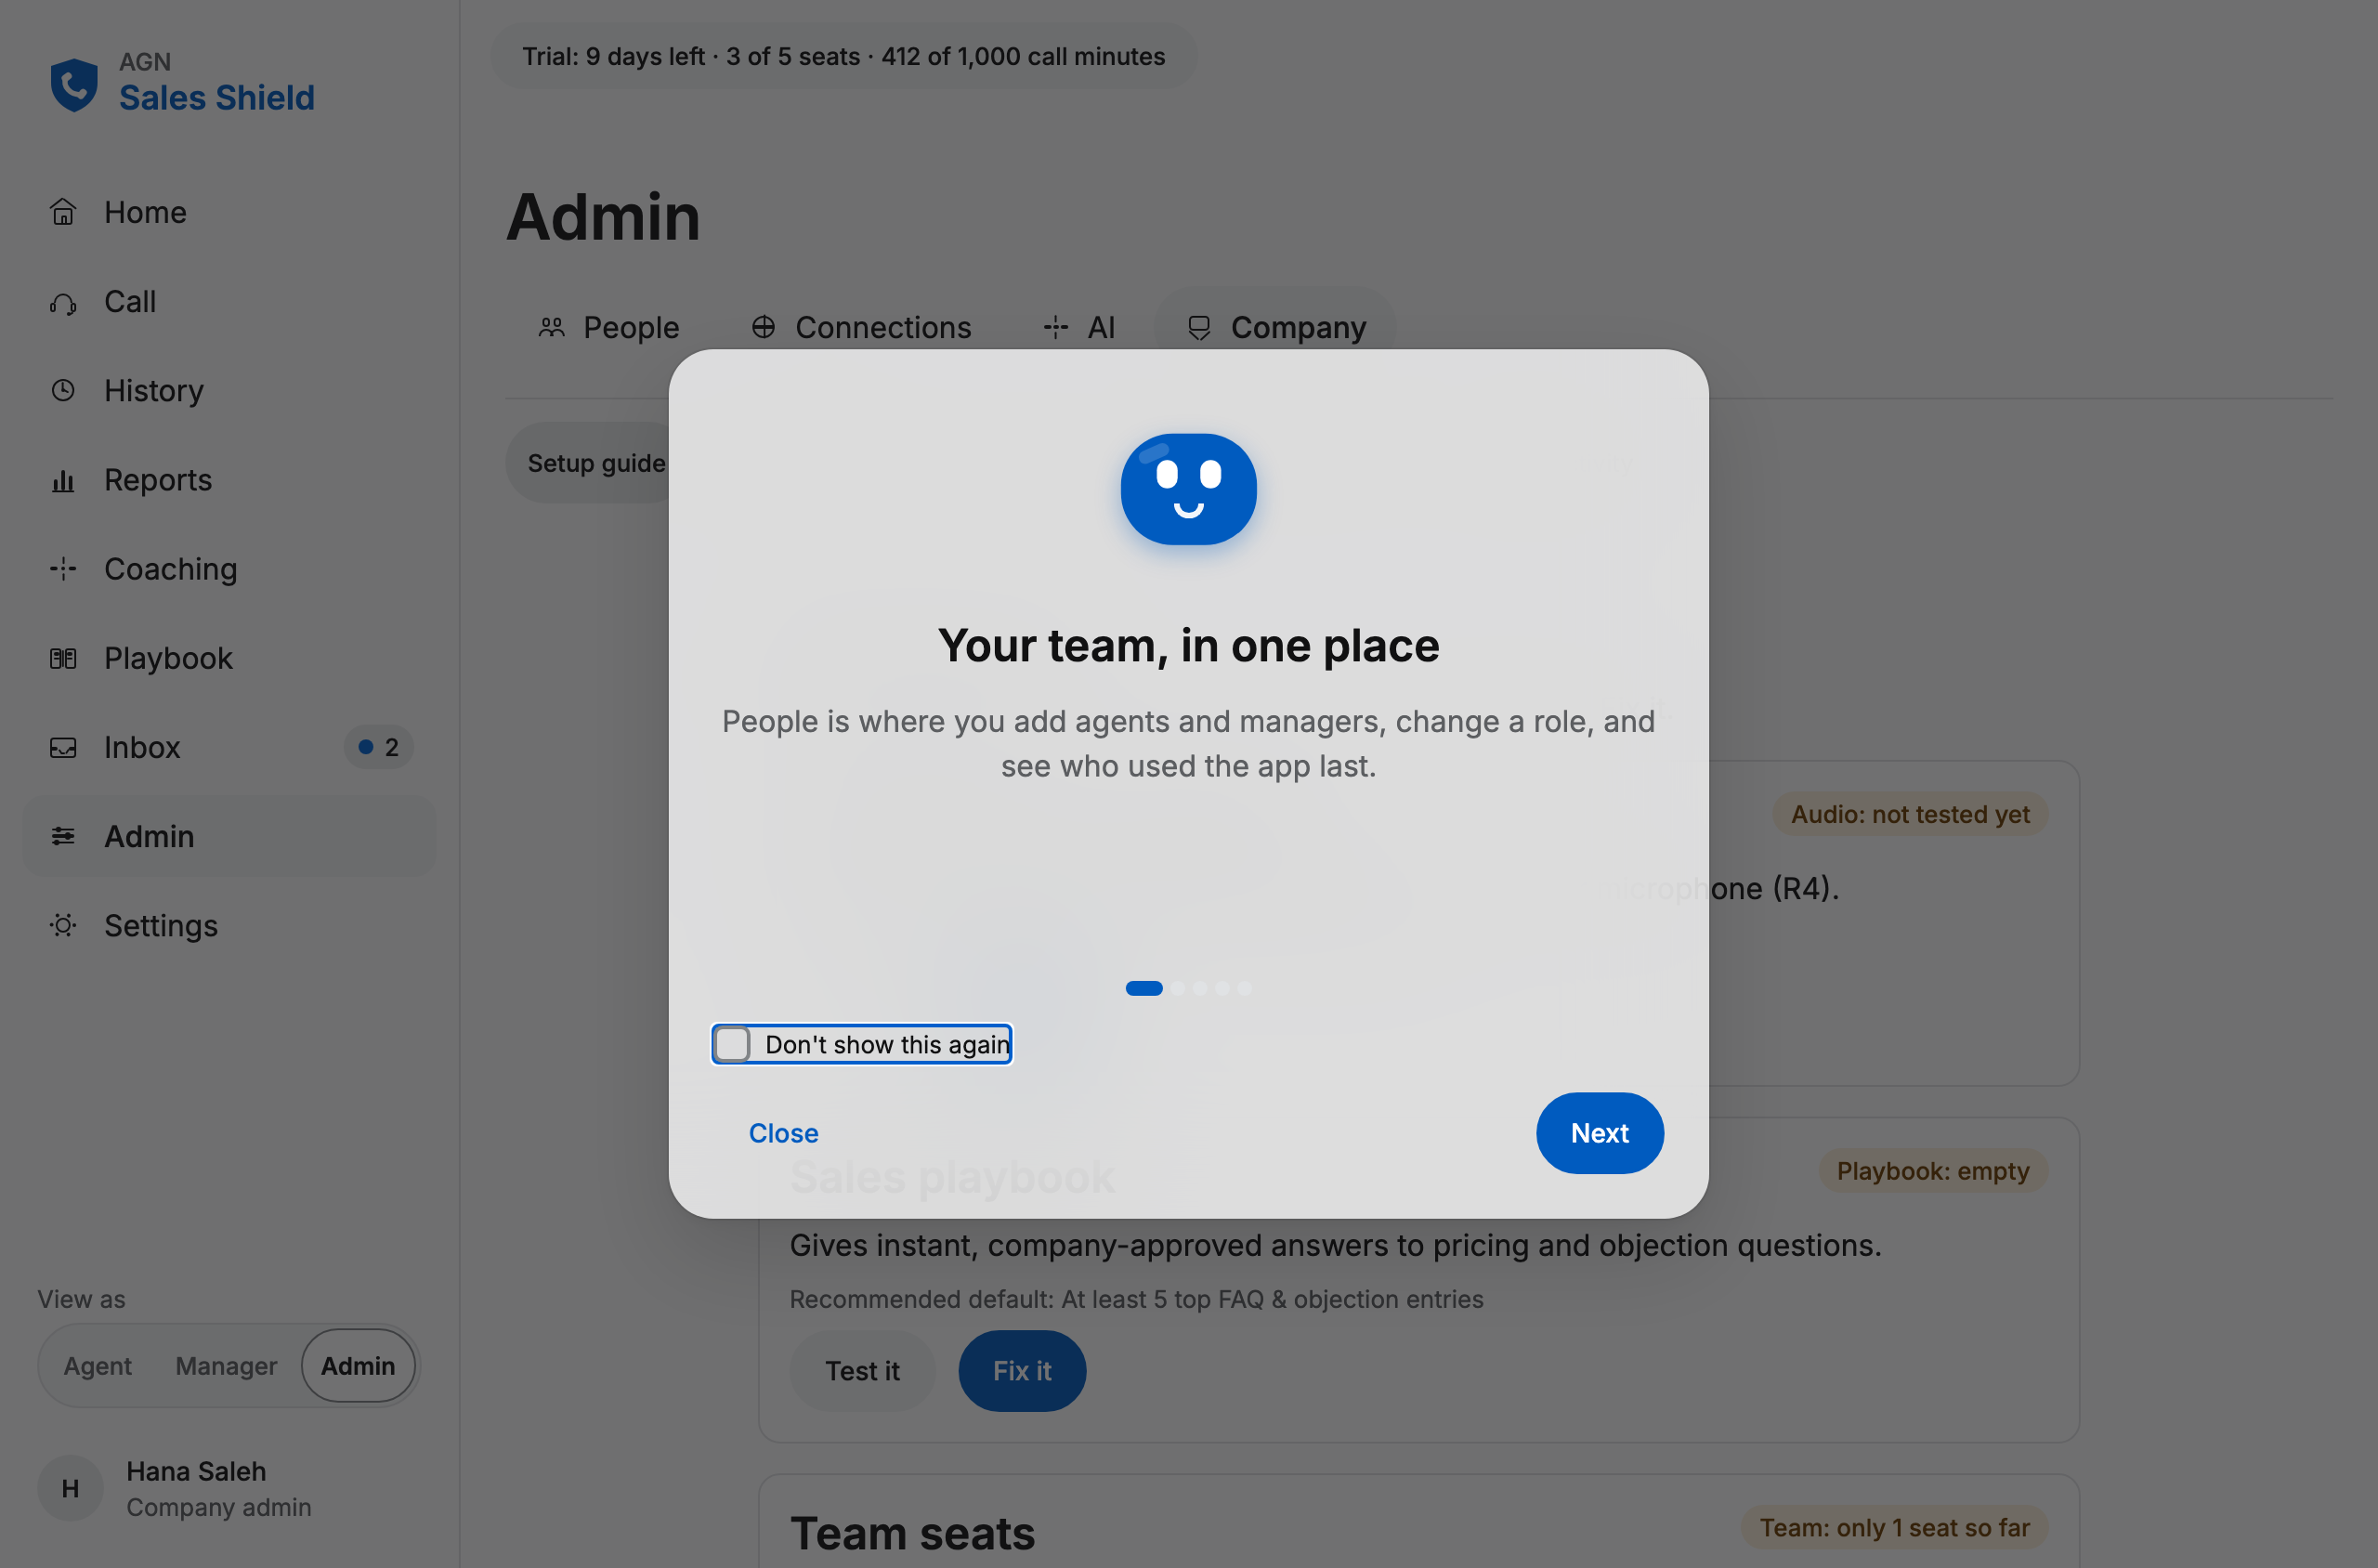 AGN
Sales Shield
Home
Call
History
Reports
Coaching
Playbook
Inbox
2
Admin
Settings
View as
Agent
Manager
Admin
H
Hana Saleh
Company admin
Trial: 9 days left · 3 of 5 seats · 412 of 1,000 call minutes
Admin
People
Connections
AI
Company
Setup guide
Your team, in one place
People is where you add agents and managers, change a role, and
see who used the app last.
Don't show this again
Close
Next
Audio: not tested yet
microphone (R4).
Sales playbook
Playbook: empty
Gives instant, company-approved answers to pricing and objection questions.
Recommended default: At least 5 top FAQ & objection entries
Test it
Fix it
Team seats
Team: only 1 seat so far